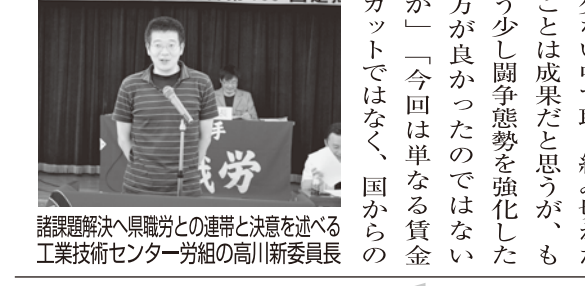 ことは成果だと思うが、も
う少し闘争態勢を強化した
方が良かったのではない
か」「今回は単なる賃金
カットではなく、国からの
手
労
諸課題解決へ県職労との連帯と決意を述べる
工業技術センター労組の高川新委員長